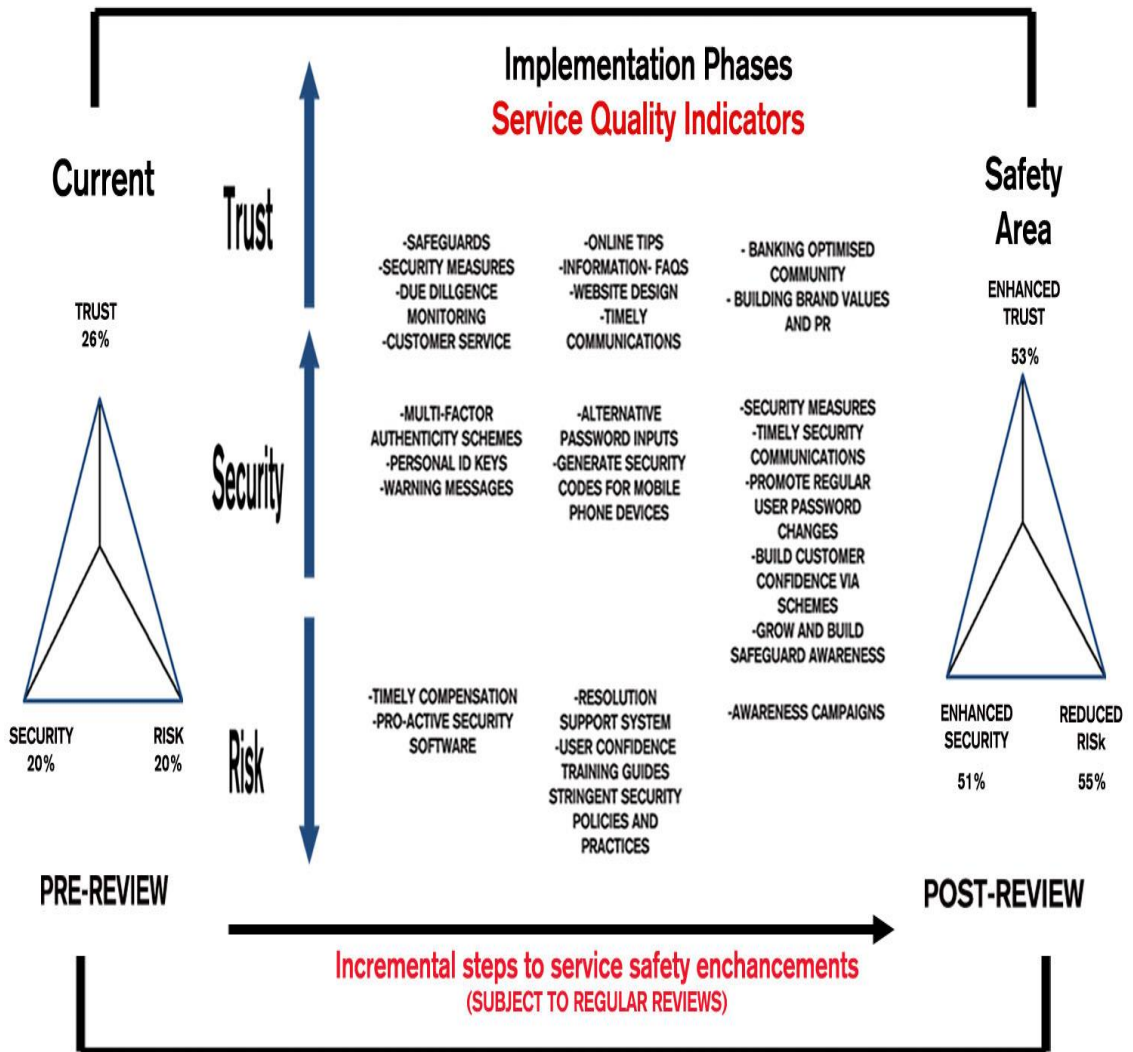 Implementation Phases
Service Quality Indicators
Current
TRUST
26%
SECURITY
20%
RISK
20%
PRE-REVIEW
Trust
-SAFEGUARDS
-SECURITY MEASURES
-DUE DILLGENCE
MONITORING
-CUSTOMER SERVICE
-ONLINE TIPS
-INFORMATION- FAQS
-WEBSITE DESIGN
-TIMELY
COMMUNICATIONS
- BANKING OPTIMISED
COMMUNITY
- BUILDING BRAND VALUES
AND PR
Security
-MULTI-FACTOR
AUTHENTICITY SCHEMES
-PERSONAL ID KEYS
-WARNING MESSAGES
-ALTERNATIVE
PASSWORD INPUTS
-GENERATE SECURITY
CODES FOR MOBILE
PHONE DEVICES
-SECURITY MEASURES
-TIMELY SECURITY
COMMUNICATIONS
-PROMOTE REGULAR
USER PASSWORD
CHANGES
-BUILD CUSTOMER
CONFIDENCE VIA
SCHEMES
-GROW AND BUILD
SAFEGUARD AWARENESS
Risk
-TIMELY COMPENSATION
-PRO-ACTIVE SECURITY
SOFTWARE
-RESOLUTION
SUPPORT SYSTEM
-USER CONFIDENCE
TRAINING GUIDES
STRINGENT SECURITY
POLICIES AND
PRACTICES
-AWARENESS CAMPAIGNS
Safety
Area
ENHANCED
TRUST
53%
ENHANCED
SECURITY
51%
REDUCED
RISk
55%
POST-REVIEW
Incremental steps to service safety enchancements
(SUBJECT TO REGULAR REVIEWS)